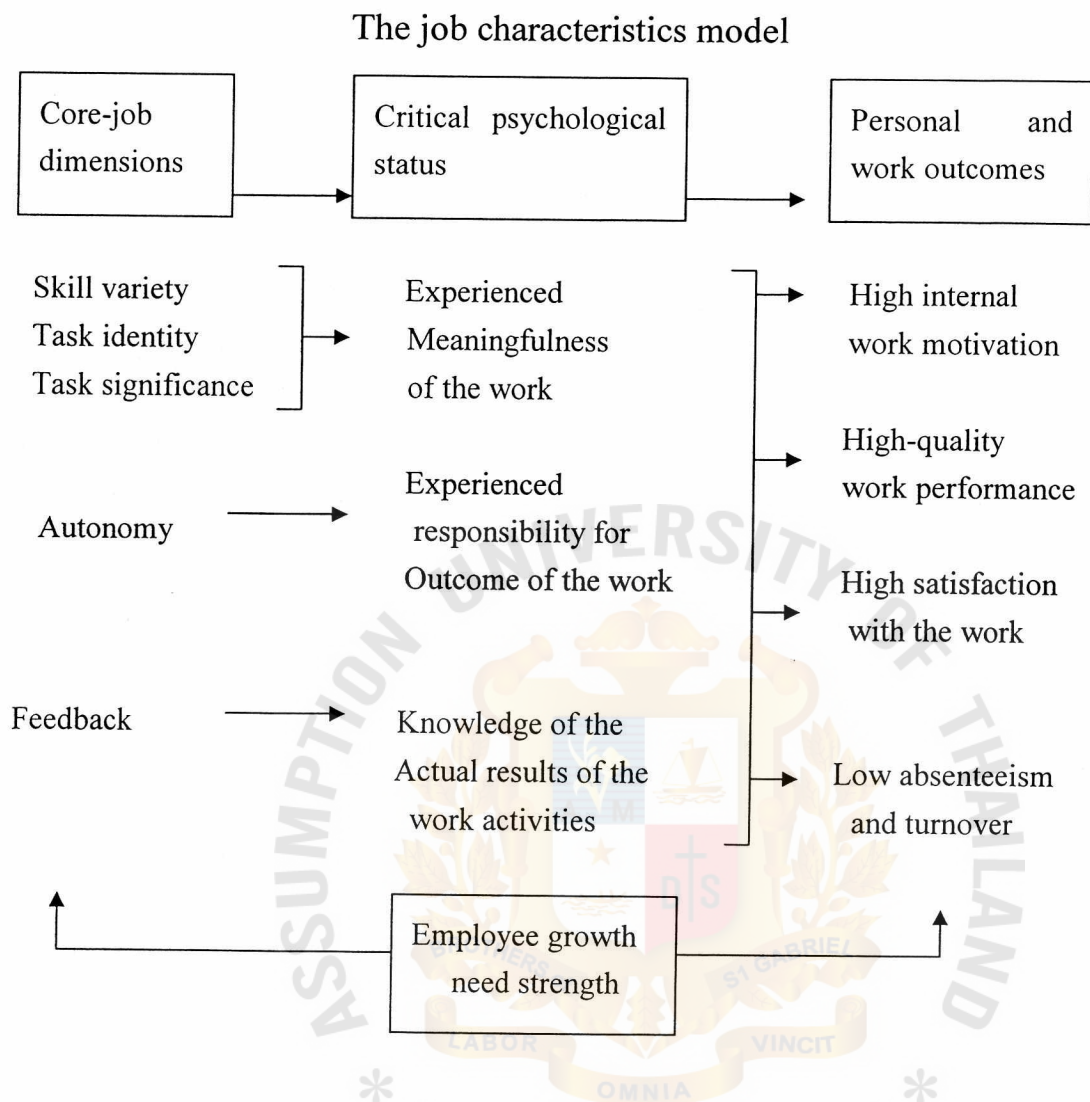 The job characteristics model
Core-job
dimensions
Critical psychological
status
Personal and
work outcomes
Skill variety
Task identity
Task significance
Experienced
Meaningfulness
of the work
High internal
work motivation
Autonomy
Experienced
responsibility for
Outcome of the work
High-quality
work performance
High satisfaction
with the work
Feedback
Knowledge of the
Actual results of the
work activities
Low absenteeism
and turnover
Employee growth
need strength
ASSUMPTION UNIVERSITY OF THAILAND
D S
BROTHERS
ST GABRIEL
LABOR
OMNIA
VINCIT